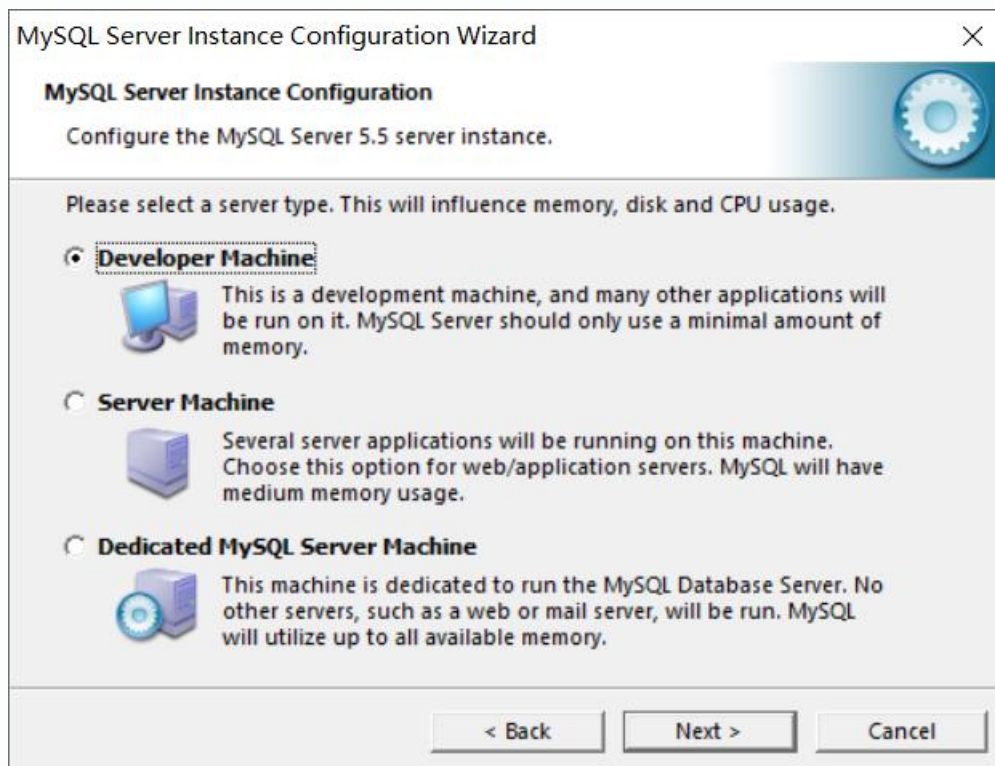 MySQL Server Instance Configuration Wizard
MySQL Server Instance Configuration
Configure the MySQL Server 5.5 server instance.
Please select a server type. This will influence memory, disk and CPU usage.
Developer Machine
This is a development machine, and many other applications will
be run on it. MySQL Server should only use a minimal amount of
memory.
Server Machine
Several server applications will be running on this machine.
Choose this option for web/application servers. MySQL will have
medium memory usage.
Dedicated MySQL Server Machine
This machine is dedicated to run the MySQL Database Server. No
other servers, such as a web or mail server, will be run. MySQL
will utilize up to all available memory.
< Back
Next >
Cancel